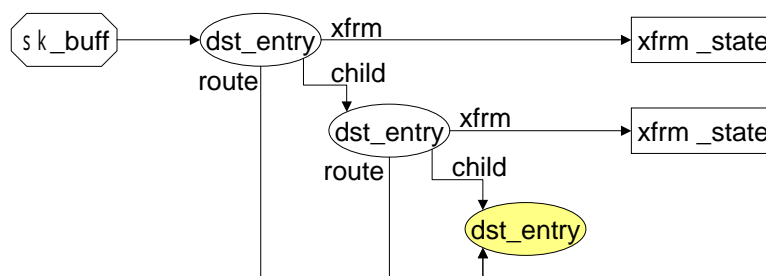 sk_buff
dst_entry
xfrm
xfrm _state
route
child
dst_entry
xfrm
xfrm _state
route
child
dst_entry